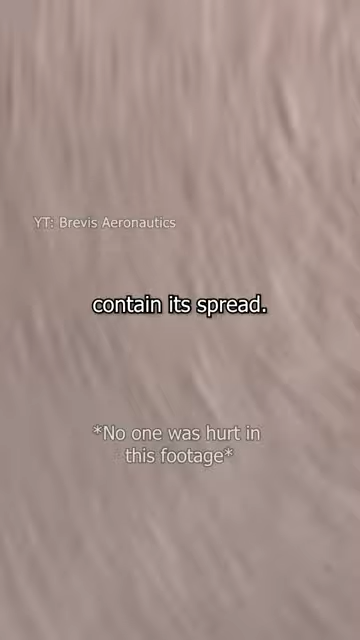 YT: Brevis Aeronautics
contain its spread.
*No one was hurt in
this footage*